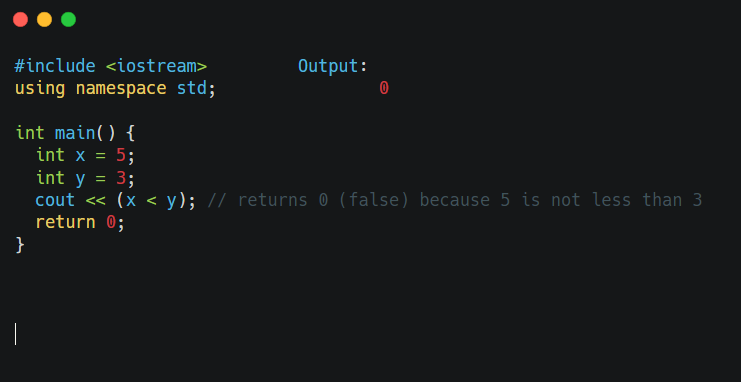 #include <iostream> Output:
using namespace std; 0
int main() {
int x = 5;
int y = 3;
cout << (x < y); // returns 0 (false) because 5 is not less than 3
return 0;
}